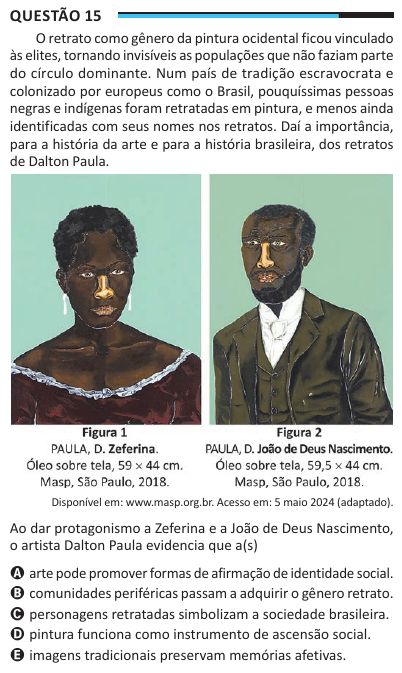 QUESTÃO 15
O retrato como gênero da pintura ocidental ficou vinculado
às elites, tornando invisíveis as populações que não faziam parte
do círculo dominante. Num país de tradição escravocrata e
colonizado por europeus como o Brasil, pouquíssimas pessoas
negras e indígenas foram retratadas em pintura, e menos ainda
identificadas com seus nomes nos retratos. Daí a importância,
para a história da arte e para a história brasileira, dos retratos
de Dalton Paula.
Figura 1
PAULA, D. Zeferina.
Óleo sobre tela, 59 × 44 cm.
Masp, São Paulo, 2018.
Figura 2
PAULA, D. João de Deus Nascimento.
Óleo sobre tela, 59,5 × 44 cm.
Masp, São Paulo, 2018.
Disponível em: www.masp.org.br. Acesso em: 5 maio 2024 (adaptado).
Ao dar protagonismo a Zeferina e a João de Deus Nascimento,
o artista Dalton Paula evidencia que a(s)
A arte pode promover formas de afirmação de identidade social.
B comunidades periféricas passam a adquirir o gênero retrato.
C personagens retratadas simbolizam a sociedade brasileira.
D pintura funciona como instrumento de ascensão social.
E imagens tradicionais preservam memórias afetivas.